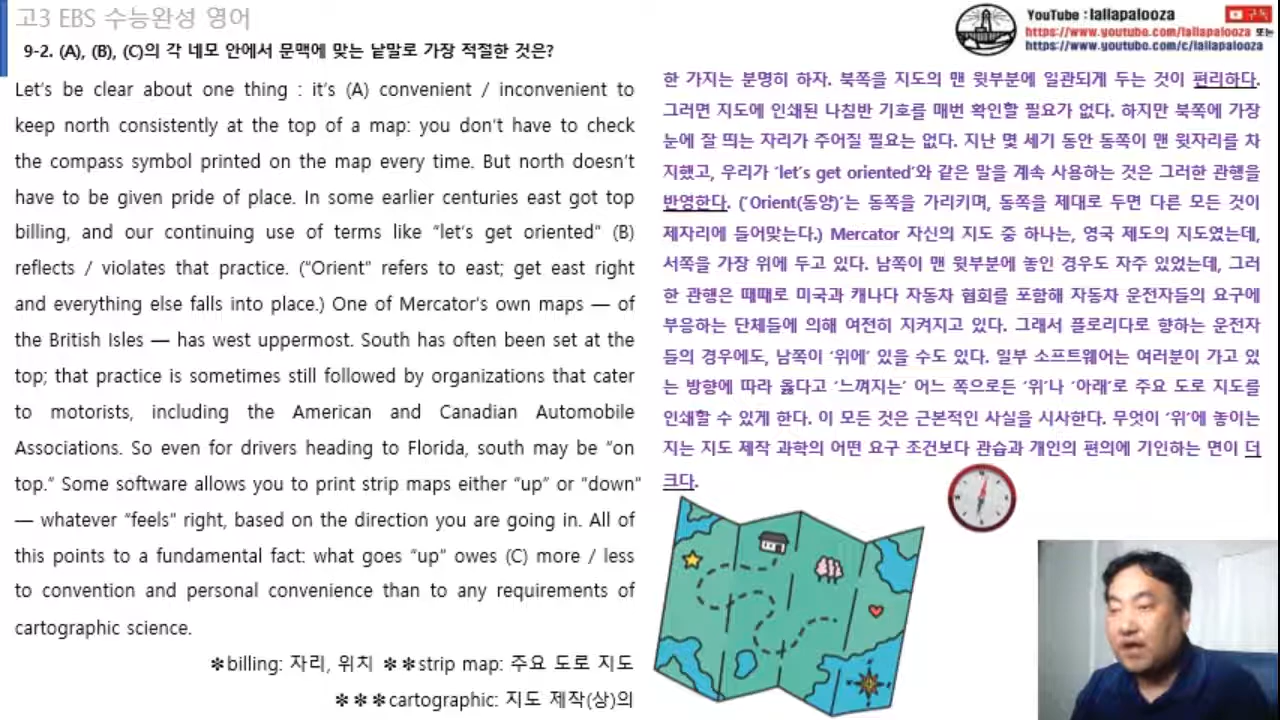 고3 EBS 수능완성 영어
YouTube : lallapalooza
구독
https://www.youtube.com/lallapalooza 또는
https://www.youtube.com/c/lallapalooza
9-2. (A), (B), (C)의 각 네모 안에서 문맥에 맞는 낱말로 가장 적절한 것은?
Let's be clear about one thing : it's (A) convenient / inconvenient to
keep north consistently at the top of a map: you don't have to check
the compass symbol printed on the map every time. But north doesn't
have to be given pride of place. In some earlier centuries east got top
billing, and our continuing use of terms like "let's get oriented" (B)
reflects / violates that practice. ("Orient" refers to east; get east right
and everything else falls into place.) One of Mercator's own maps — of
the British Isles — has west uppermost. South has often been set at the
top; that practice is sometimes still followed by organizations that cater
to motorists, including the American and Canadian Automobile
Associations. So even for drivers heading to Florida, south may be "on
top." Some software allows you to print strip maps either "up" or "down"
— whatever "feels" right, based on the direction you are going in. All of
this points to a fundamental fact: what goes "up" owes (C) more / less
to convention and personal convenience than to any requirements of
cartographic science.
✻billing: 자리, 위치 ✻✻strip map: 주요 도로 지도
✻✻✻cartographic: 지도 제작(상)의
한 가지는 분명히 하자. 북쪽을 지도의 맨 윗부분에 일관되게 두는 것이 편리하다.
그러면 지도에 인쇄된 나침반 기호를 매번 확인할 필요가 없다. 하지만 북쪽에 가장
눈에 잘 띄는 자리가 주어질 필요는 없다. 지난 몇 세기 동안 동쪽이 맨 윗자리를 차
지했고, 우리가 'let's get oriented'와 같은 말을 계속 사용하는 것은 그러한 관행을
반영한다. ('Orient(동양)'는 동쪽을 가리키며, 동쪽을 제대로 두면 다른 모든 것이
제자리에 들어맞는다.) Mercator 자신의 지도 중 하나는, 영국 제도의 지도였는데,
서쪽을 가장 위에 두고 있다. 남쪽이 맨 윗부분에 놓인 경우도 자주 있었는데, 그러
한 관행은 때때로 미국과 캐나다 자동차 협회를 포함해 자동차 운전자들의 요구에
부응하는 단체들에 의해 여전히 지켜지고 있다. 그래서 플로리다로 향하는 운전자
들의 경우에도, 남쪽이 '위에' 있을 수도 있다. 일부 소프트웨어는 여러분이 가고 있
는 방향에 따라 옳다고 '느껴지는' 어느 쪽으로든 '위'나 '아래'로 주요 도로 지도를
인쇄할 수 있게 한다. 이 모든 것은 근본적인 사실을 시사한다. 무엇이 '위'에 놓이는
지는 지도 제작 과학의 어떤 요구 조건보다 관습과 개인의 편의에 기인하는 면이 더
크다.